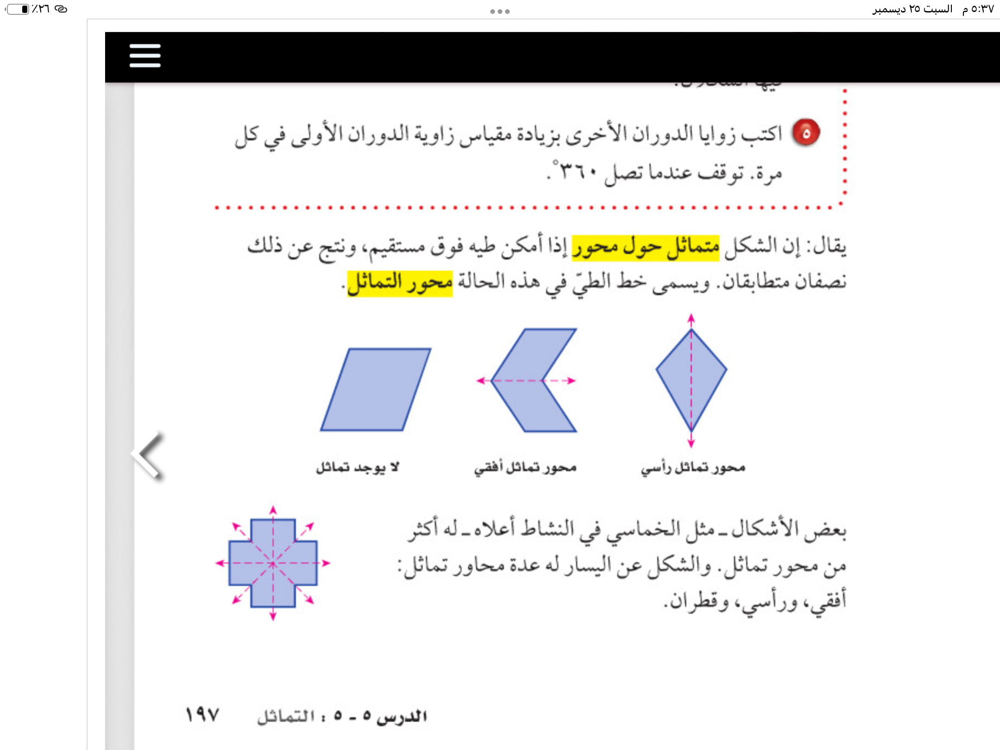 ٥:٣٧ م السبت ٢٥ ديسمبر
٪٢٦
٥ اكتب زوايا الدوران الأخرى بزيادة مقياس زاوية الدوران الأولى في كل
مرة. توقف عندما تصل ٣٦٠°.
يقال: إن الشكل متماثل حول محور إذا أمكن طيه فوق مستقيم، ونتج عن ذلك
نصفان متطابقان. ويسمى خط الطيّ في هذه الحالة محور التماثل.
محور تماثل رأسي
محور تماثل أفقي
لا يوجد تماثل
بعض الأشكال ـ مثل الخماسي في النشاط أعلاه ـ له أكثر
من محور تماثل. والشكل عن اليسار له عدة محاور تماثل:
أفقي، ورأسي، وقطران.
الدرس ٥ - ٥ : التماثل ١٩٧